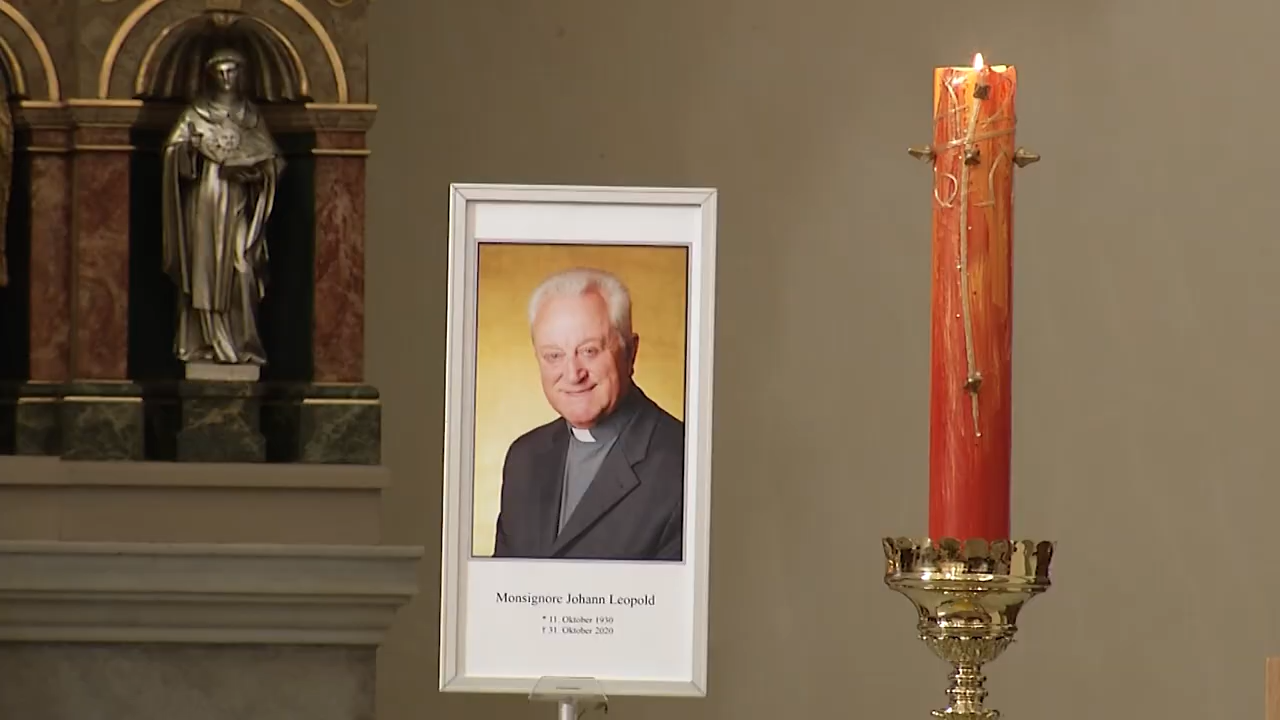 Monsignore Johann Leopold
* 11. Oktober 1930
† 31. Oktober 2020